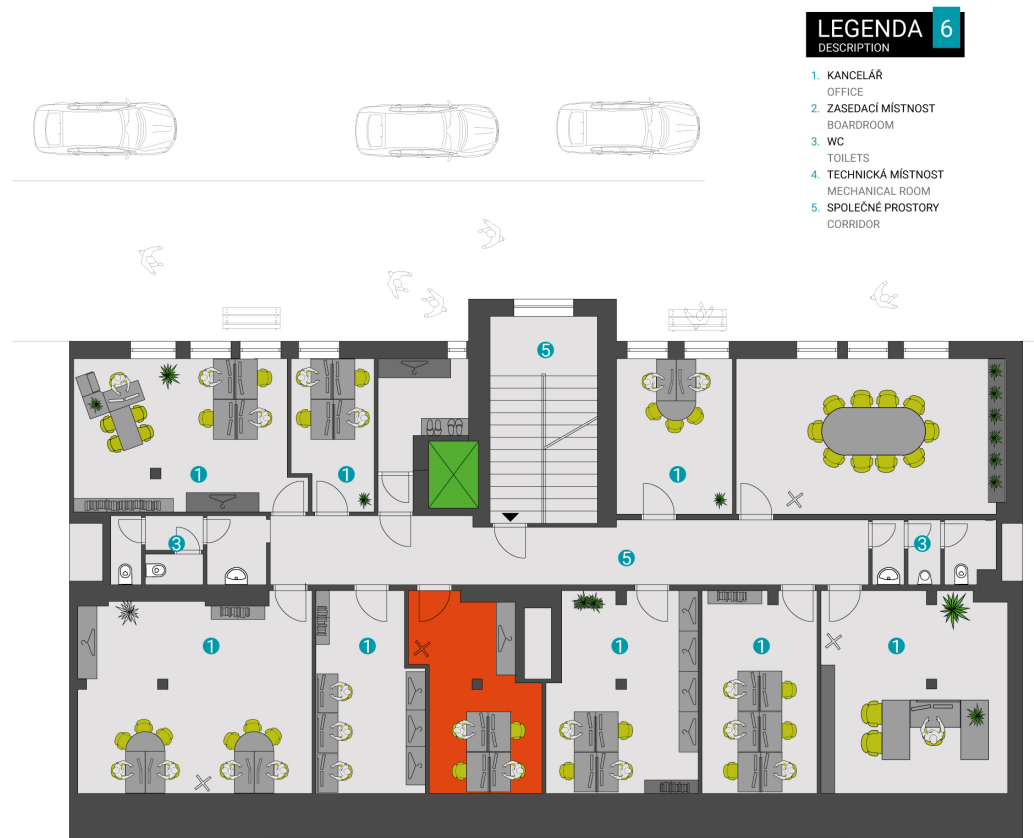 LEGENDA 6
DESCRIPTION
1. KANCELÁŘ
OFFICE
2. ZASEDACÍ MÍSTNOST
BOARDROOM
3. WC
TOILETS
4. TECHNICKÁ MÍSTNOST
MECHANICAL ROOM
5. SPOLEČNÉ PROSTORY
CORRIDOR
5
1
1
1
3
5
3
1
1
1
1
1